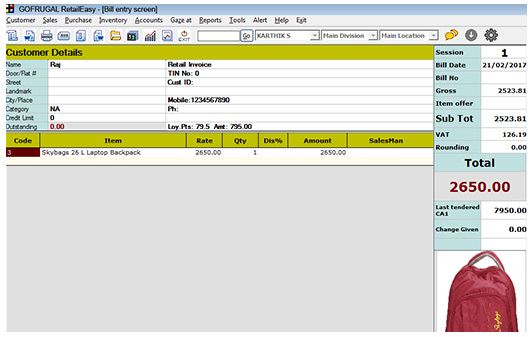 GOFRUGAL RetailEasy - [Bill entry screen]
Customer Sales Purchase Inventory Accounts Gaze at Reports Tools Alert Help Exit
EXIT Go KARTHIK S Main Division Main Location
Customer Details
Name Raj Retail Invoice
Door/Flat # TIN No: 0
Street Cust ID:
Landmark
City/Place Mobile:1234567890
Category NA Ph:
Credit Limit 0
Outstanding 0.00 Loy Pts: 79.5 Amt: 795.00
Code Item Rate Qty Dis% Amount SalesMan
3 Skybags 26 L Laptop Backpack 2650.00 1 2650.00
Session 1
Bill Date 21/02/2017
Bill No
Gross 2523.81
Item offer
Sub Tot 2523.81
VAT 126.19
Rounding 0.00
Total
2650.00
Last tendered 7950.00
CA1
Change Given 0.00